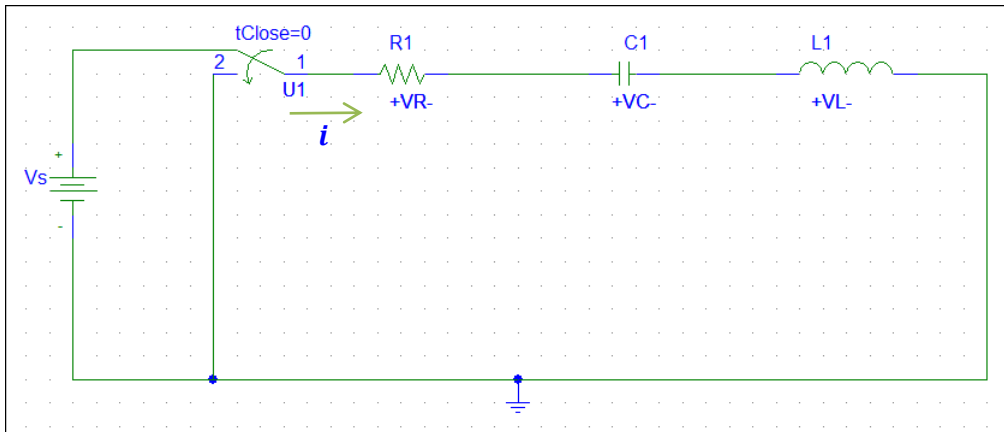 tClose=0
R1
C1
L1
2
1
U1
+VR-
+VC-
+VL-
i
+
Vs
-